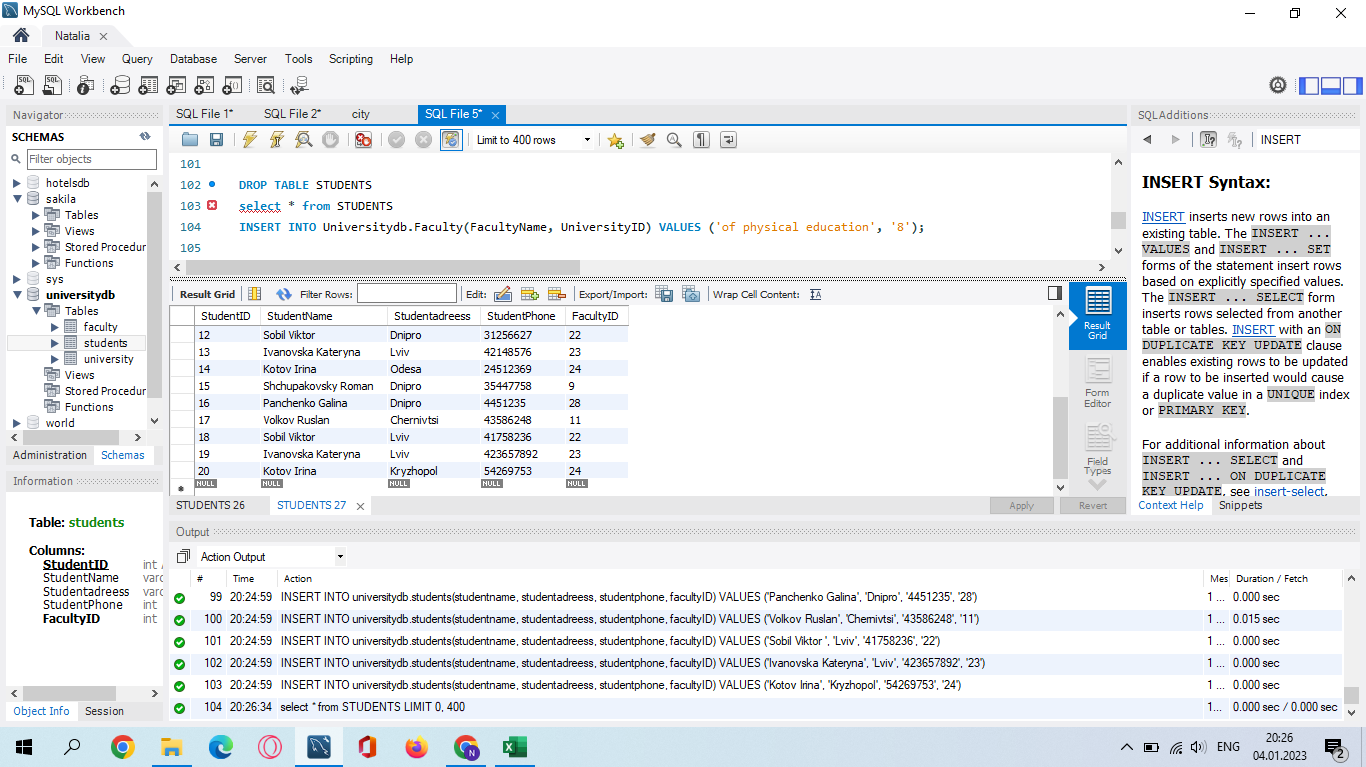 MySQL Workbench
Natalia
File Edit View Query Database Server Tools Scripting Help
Navigator
SCHEMAS
Filter objects
hotelsdb
sakila
Tables
Views
Stored Procedur
Functions
sys
universitydb
Tables
faculty
students
university
Views
Stored Procedur
Functions
world
Administration Schemas
Information
Table: students
Columns:
StudentID int A
StudentName varc
Studentadreess varc
StudentPhone int
FacultyID int
Object Info Session
SQL File 1* SQL File 2* city SQL File 5*
Limit to 400 rows
101
102 DROP TABLE STUDENTS
103 select * from STUDENTS
104 INSERT INTO Universitydb.Faculty(FacultyName, UniversityID) VALUES ('of physical education', '8');
105
Result Grid Filter Rows: Edit: Export/Import: Wrap Cell Content:
StudentID StudentName Studentadreess StudentPhone FacultyID
12 Sobil Viktor Dnipro 31256627 22
13 Ivanovska Kateryna Lviv 42148576 23
14 Kotov Irina Odesa 24512369 24
15 Shchupakovsky Roman Dnipro 35447758 9
16 Panchenko Galina Dnipro 4451235 28
17 Volkov Ruslan Chernivtsi 43586248 11
18 Sobil Viktor Lviv 41758236 22
19 Ivanovska Kateryna Lviv 423657892 23
20 Kotov Irina Kryzhopol 54269753 24
NULL NULL NULL NULL NULL
Result Grid
Form Editor
Field Types
STUDENTS 26 STUDENTS 27 Apply Revert
Output
Action Output
# Time Action Mes Duration / Fetch
99 20:24:59 INSERT INTO universitydb.students(studentname, studentadreess, studentphone, facultyID) VALUES ('Panchenko Galina', 'Dnipro', '4451235', '28') 1 ... 0.000 sec
100 20:24:59 INSERT INTO universitydb.students(studentname, studentadreess, studentphone, facultyID) VALUES ('Volkov Ruslan', 'Chernivtsi', '43586248', '11') 1 ... 0.015 sec
101 20:24:59 INSERT INTO universitydb.students(studentname, studentadreess, studentphone, facultyID) VALUES ('Sobil Viktor ', 'Lviv', '41758236', '22') 1 ... 0.000 sec
102 20:24:59 INSERT INTO universitydb.students(studentname, studentadreess, studentphone, facultyID) VALUES ('Ivanovska Kateryna', 'Lviv', '423657892', '23') 1 ... 0.000 sec
103 20:24:59 INSERT INTO universitydb.students(studentname, studentadreess, studentphone, facultyID) VALUES ('Kotov Irina', 'Kryzhopol', '54269753', '24') 1 ... 0.000 sec
104 20:26:34 select * from STUDENTS LIMIT 0, 400 1... 0.000 sec / 0.000 sec
SQL Additions
INSERT
INSERT Syntax:
INSERT inserts new rows into an
existing table. The INSERT ...
VALUES and INSERT ... SET
forms of the statement insert rows
based on explicitly specified values.
The INSERT ... SELECT form
inserts rows selected from another
table or tables. INSERT with an ON
DUPLICATE KEY UPDATE clause
enables existing rows to be updated
if a row to be inserted would cause
a duplicate value in a UNIQUE index
or PRIMARY KEY.
For additional information about
INSERT ... SELECT and
INSERT ... ON DUPLICATE
KEY UPDATE, see insert-select,
Context Help Snippets
ENG
20:26
04.01.2023
2